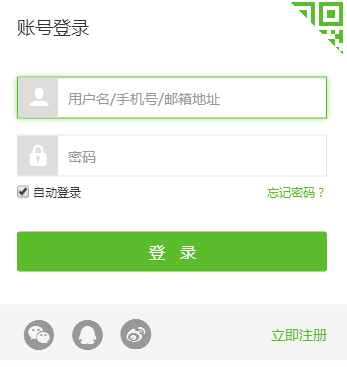 账号登录
用户名/手机号/邮箱地址
密码
自动登录 忘记密码？
登 录
立即注册